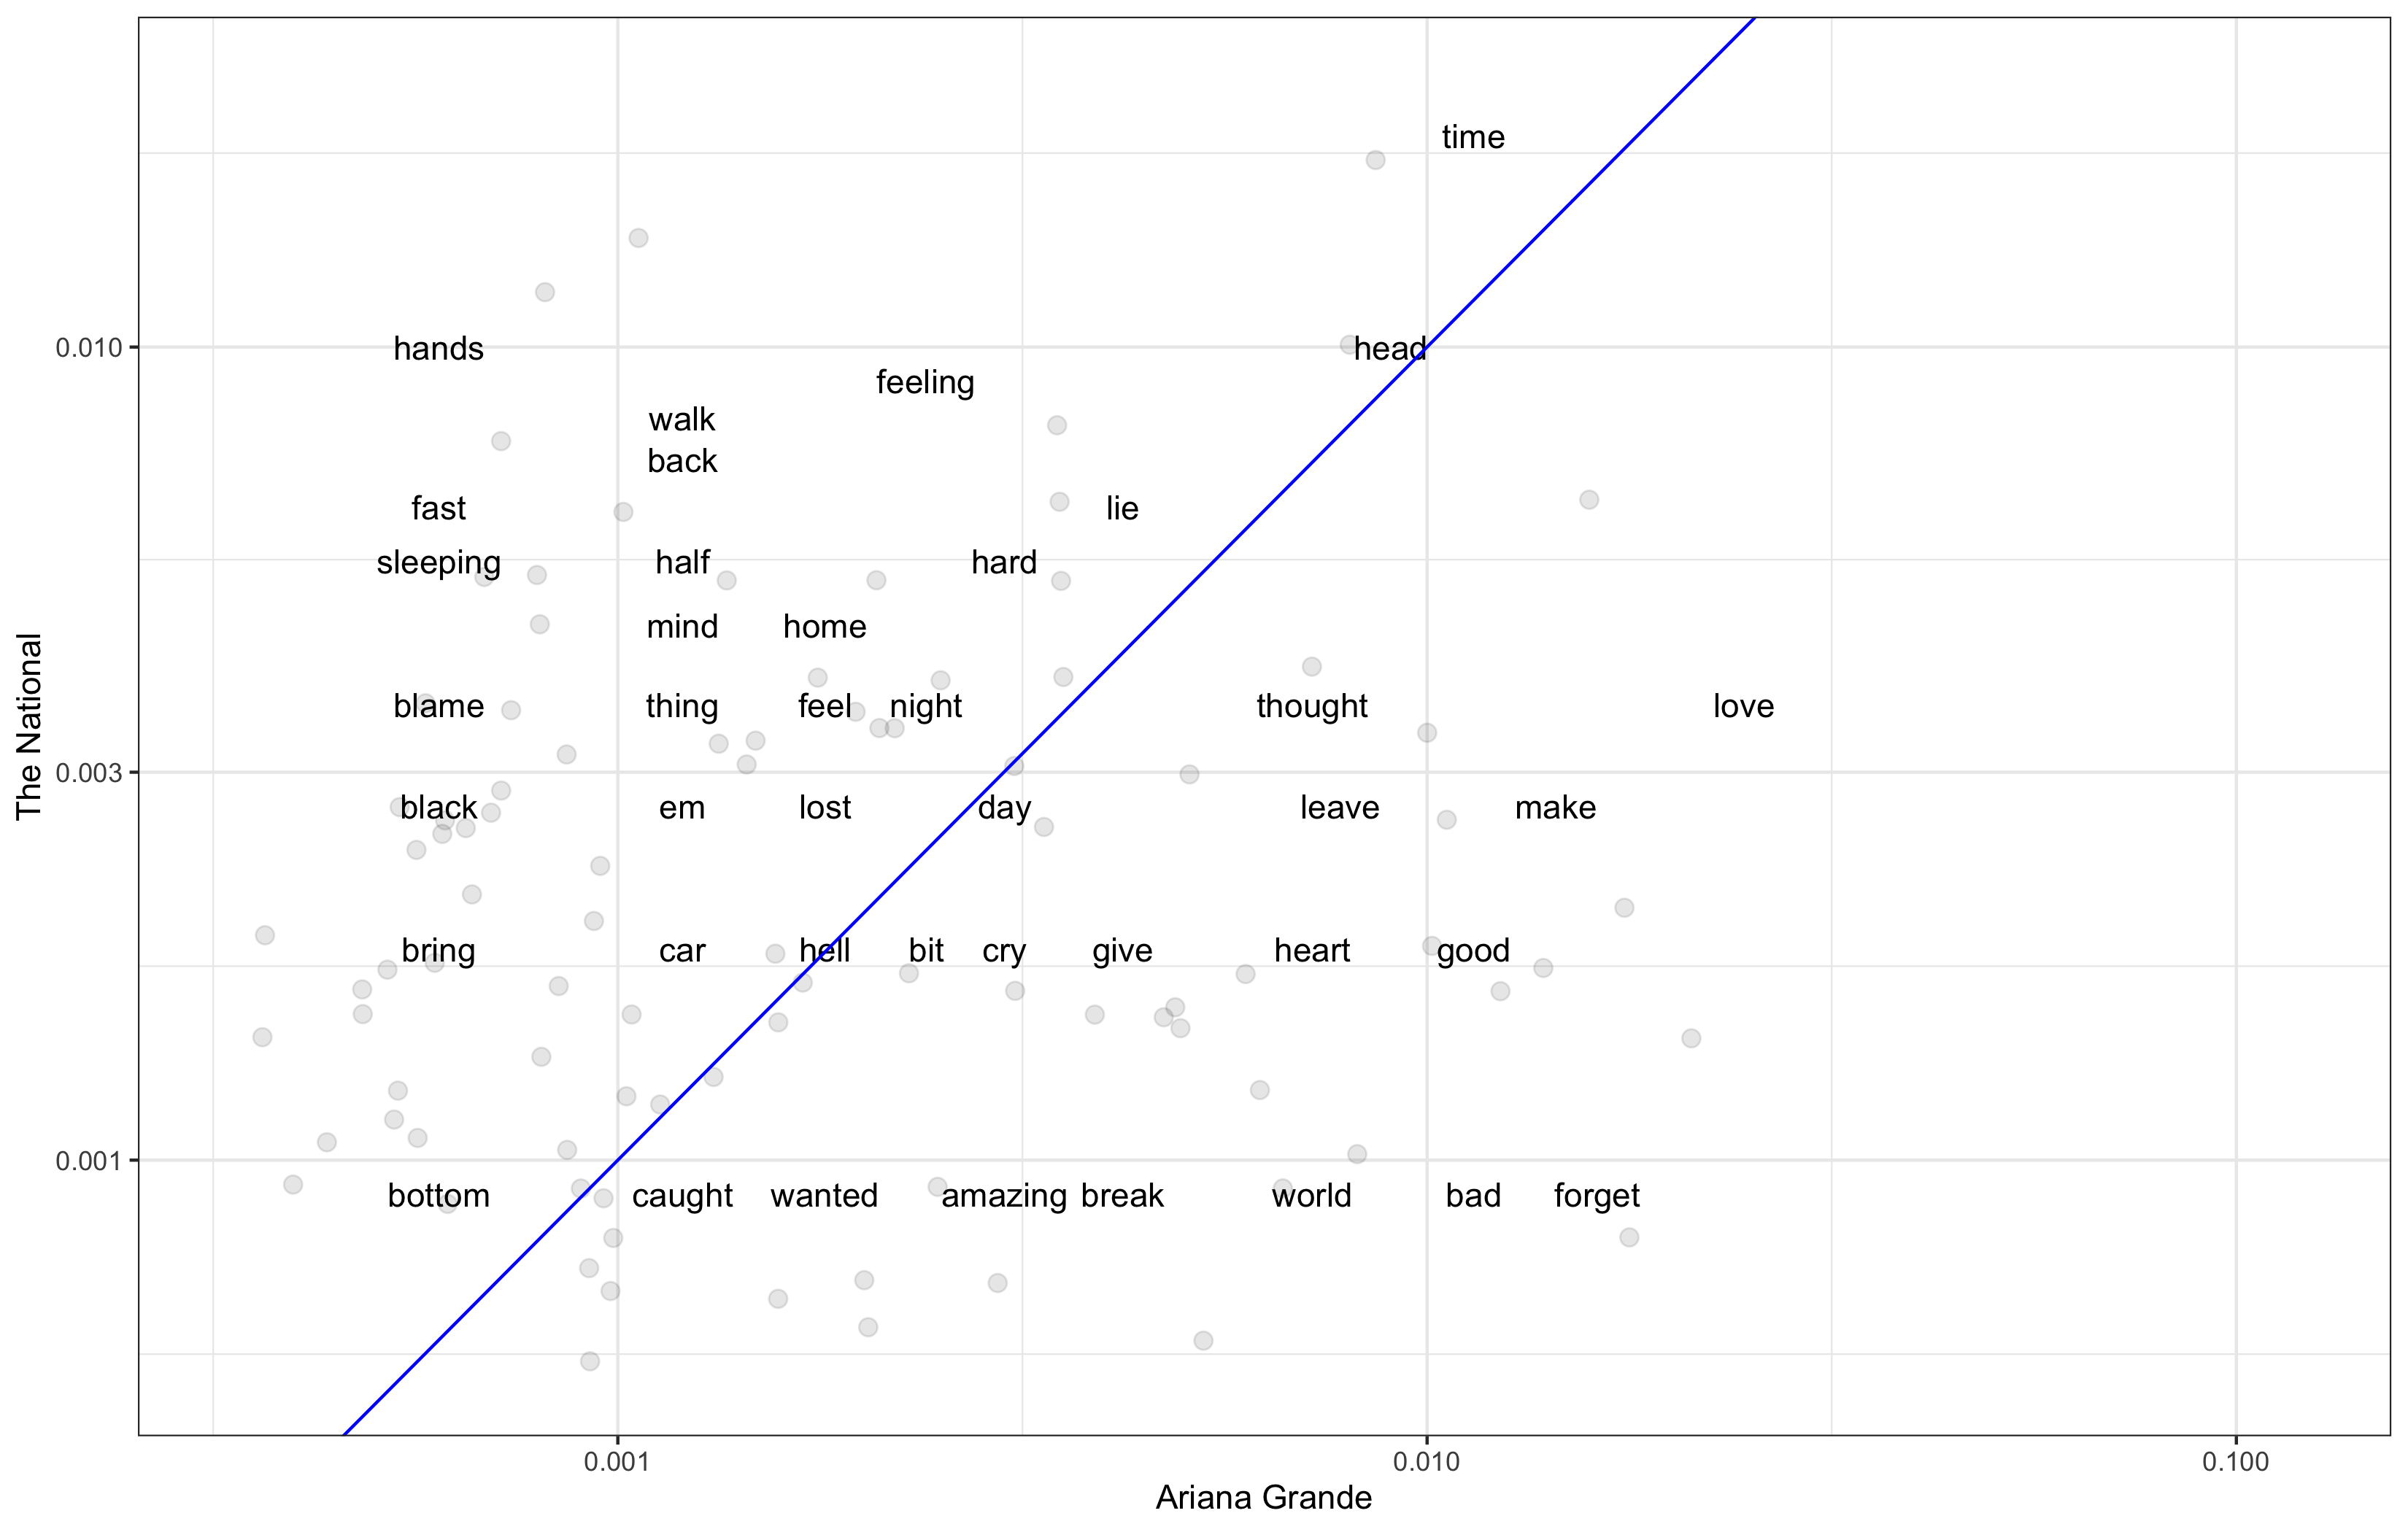 time
0.010
hands
head
feeling
walk
back
fast
lie
sleeping half hard
mind home
blame thing feel night thought love
The National
0.003
black em lost day leave make
bring car hell bit cry give heart good
0.001
bottom caught wanted amazing break world bad forget
0.001 0.010 0.100
Ariana Grande